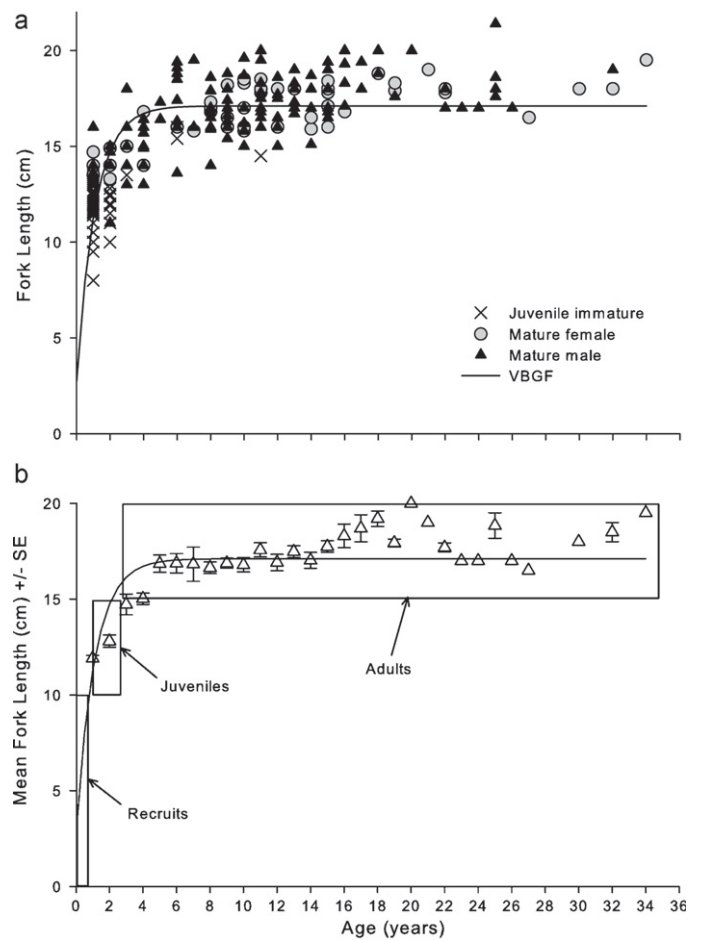 a
Fork Length (cm)
20
15
10
5
0
Juvenile immature
Mature female
Mature male
VBGF
b
Mean Fork Length (cm) +/- SE
20
15
10
5
0
Adults
Juveniles
Recruits
0 2 4 6 8 10 12 14 16 18 20 22 24 26 28 30 32 34 36
Age (years)